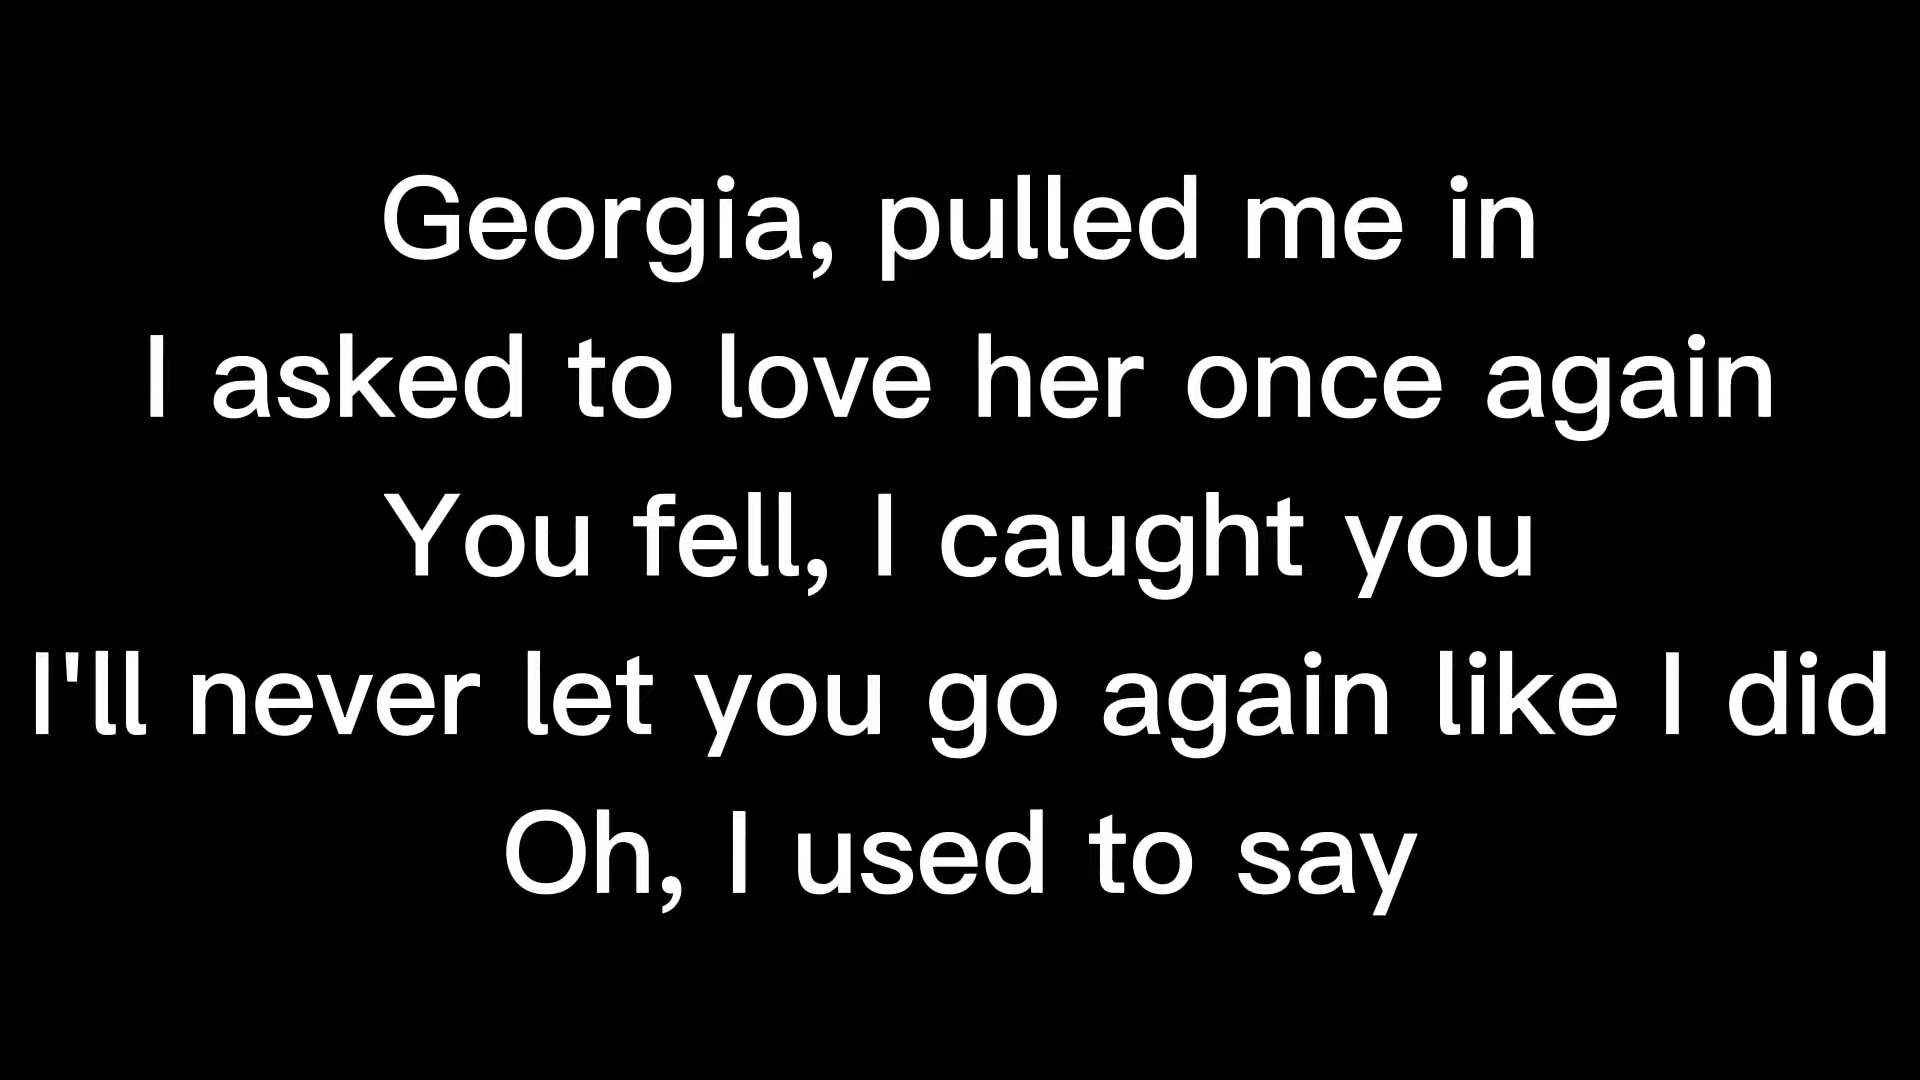 Georgia, pulled me in
I asked to love her once again
You fell, I caught you
I'll never let you go again like I did
Oh, I used to say